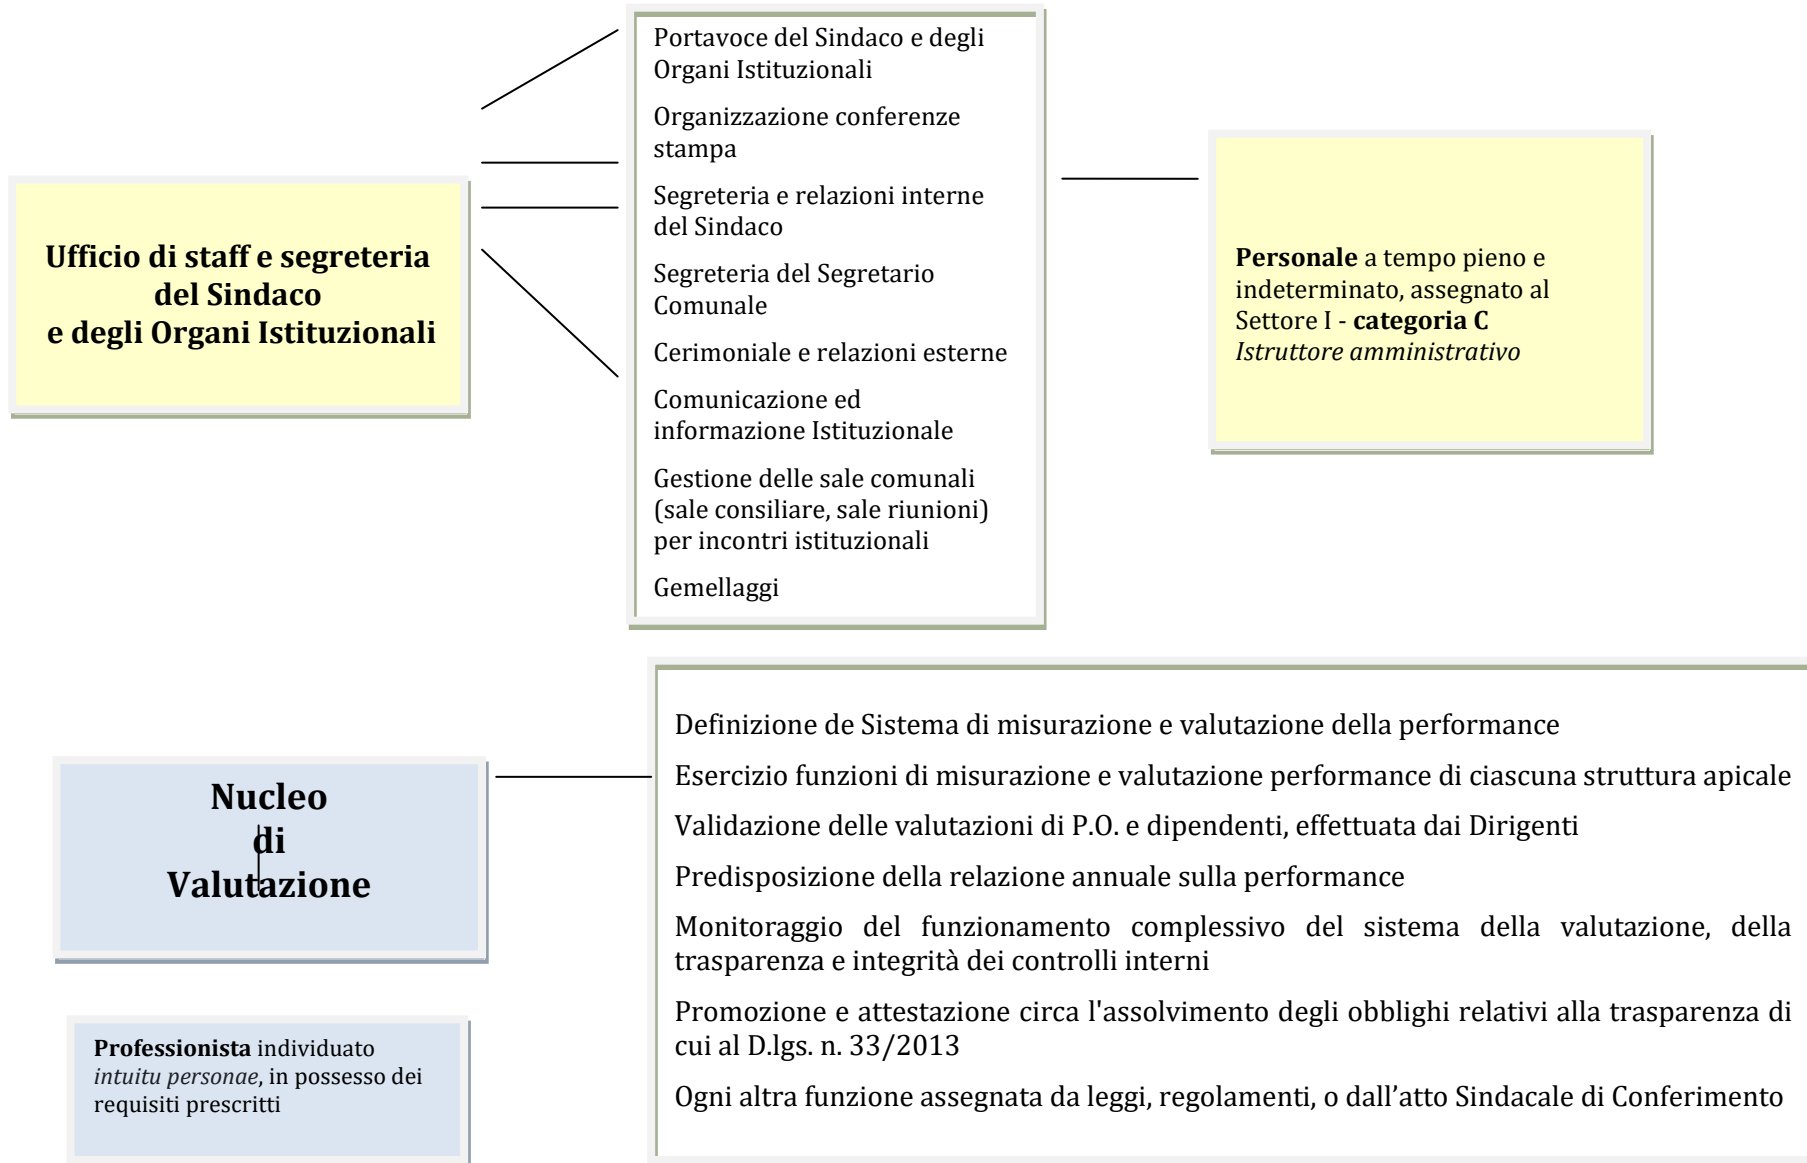 Ufficio di staff e segreteria
del Sindaco
e degli Organi Istituzionali
Portavoce del Sindaco e degli
Organi Istituzionali
Organizzazione conferenze
stampa
Segreteria e relazioni interne
del Sindaco
Segreteria del Segretario
Comunale
Cerimoniale e relazioni esterne
Comunicazione ed
informazione Istituzionale
Gestione delle sale comunali
(sale consiliare, sale riunioni)
per incontri istituzionali
Gemellaggi
Personale a tempo pieno e
indeterminato, assegnato al
Settore I - categoria C
Istruttore amministrativo
Nucleo
di
Valutazione
Professionista individuato
intuitu personae, in possesso dei
requisiti prescritti
Definizione de Sistema di misurazione e valutazione della performance
Esercizio funzioni di misurazione e valutazione performance di ciascuna struttura apicale
Validazione delle valutazioni di P.O. e dipendenti, effettuata dai Dirigenti
Predisposizione della relazione annuale sulla performance
Monitoraggio del funzionamento complessivo del sistema della valutazione, della
trasparenza e integrità dei controlli interni
Promozione e attestazione circa l'assolvimento degli obblighi relativi alla trasparenza di
cui al D.lgs. n. 33/2013
Ogni altra funzione assegnata da leggi, regolamenti, o dall’atto Sindacale di Conferimento